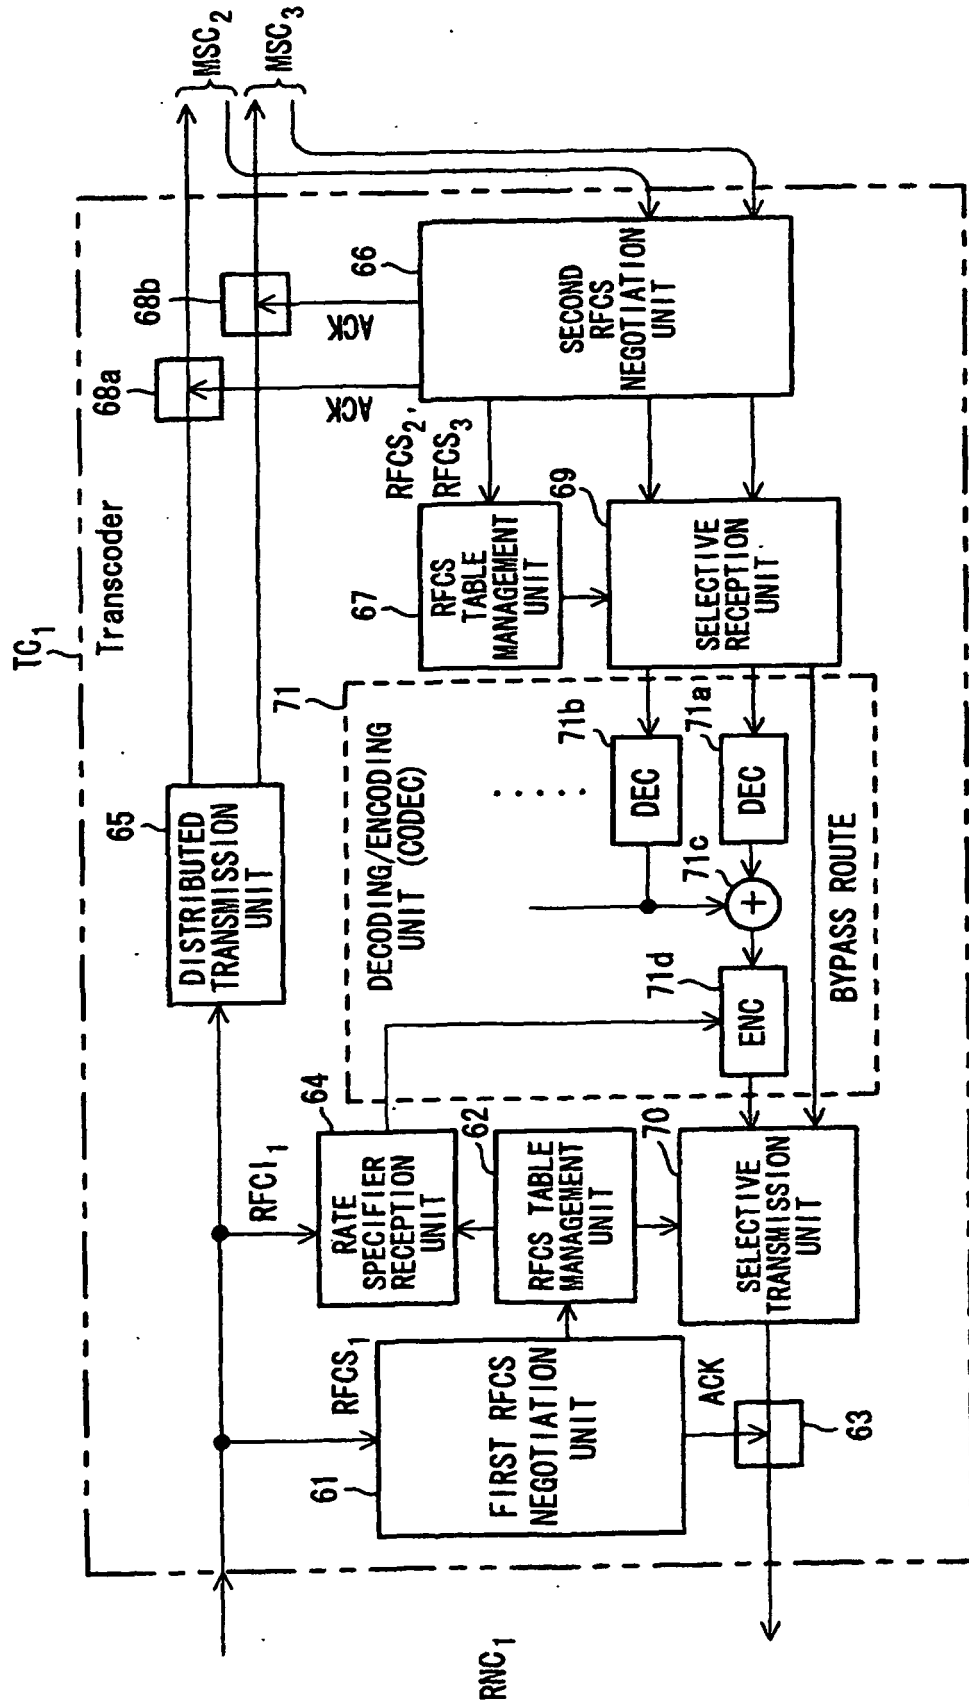 TC1
Transcoder
RNC1
MSC2
MSC3
65
DISTRIBUTED
TRANSMISSION
UNIT
68a
68b
ACK
ACK
66
SECOND
RFCS
NEGOTIATION
UNIT
RFCS2,
RFCS3
67
RFCS
TABLE
MANAGEMENT
UNIT
69
SELECTIVE
RECEPTION
UNIT
71
DECODING/ENCODING
UNIT (CODEC)
. . . . .
71b
DEC
71a
DEC
71c
+
71d
ENC
BYPASS ROUTE
RFCI1
64
RATE
SPECIFIER
RECEPTION
UNIT
62
RFCS TABLE
MANAGEMENT
UNIT
70
SELECTIVE
TRANSMISSION
UNIT
RFCS1
61
FIRST RFCS
NEGOTIATION
UNIT
ACK
63